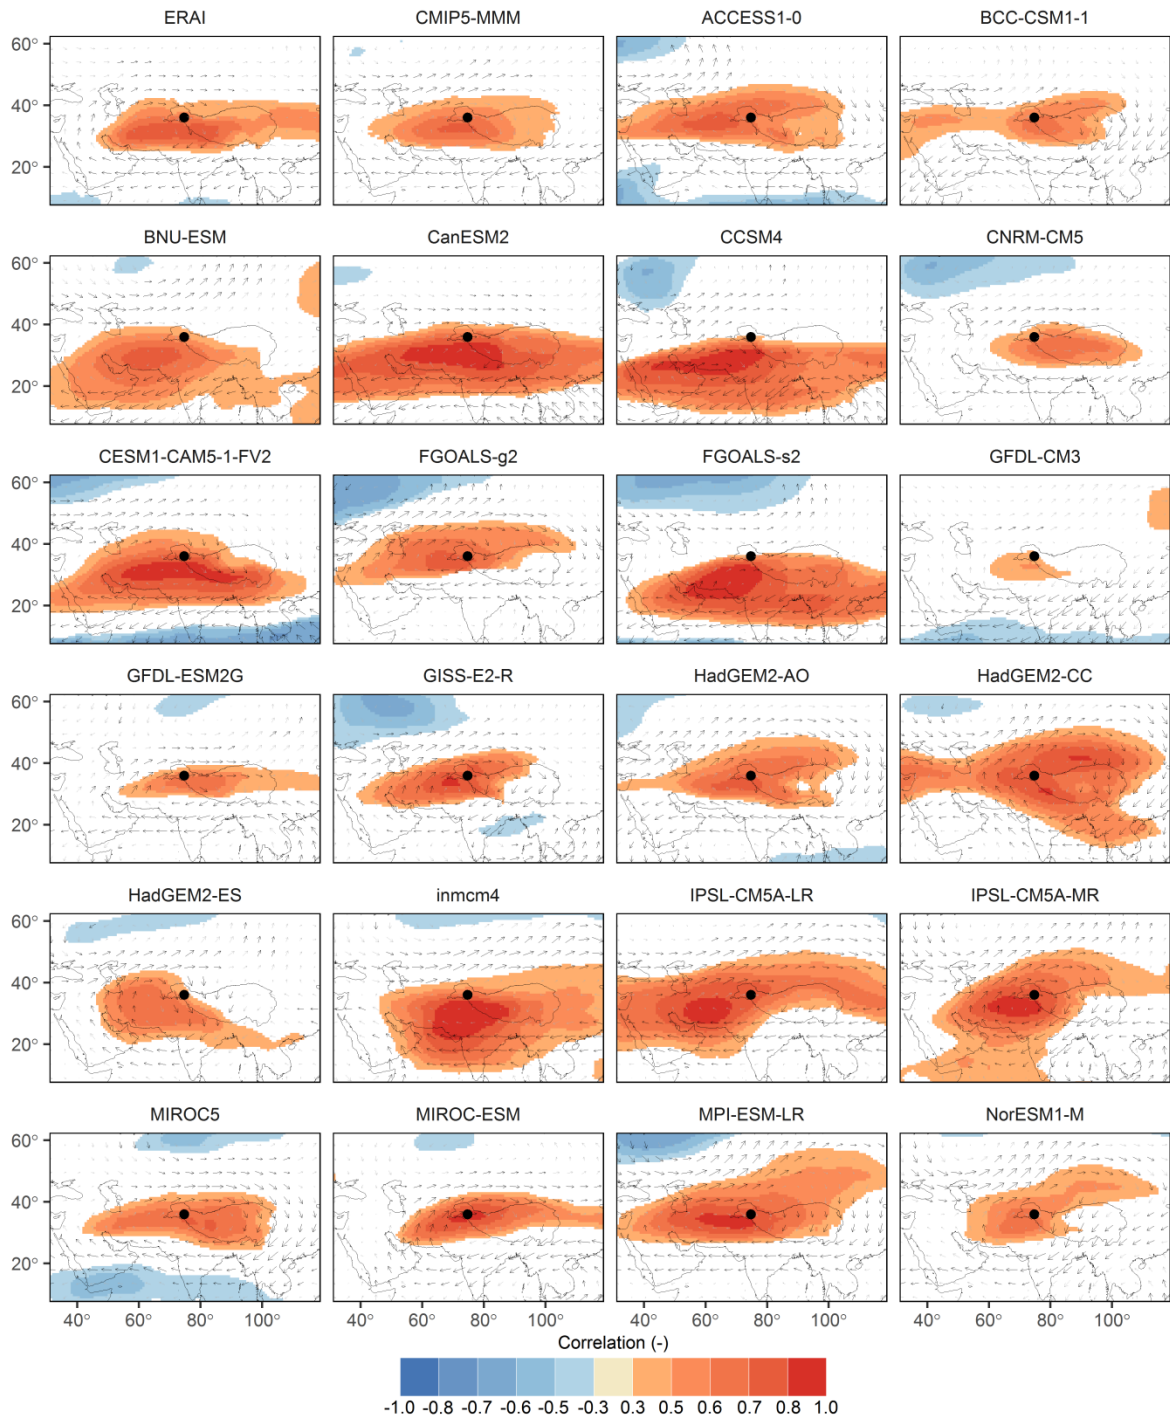 ERAI CMIP5-MMM ACCESS1-0 BCC-CSM1-1
60°
40°
20°
BNU-ESM CanESM2 CCSM4 CNRM-CM5
60°
40°
20°
CESM1-CAM5-1-FV2 FGOALS-g2 FGOALS-s2 GFDL-CM3
60°
40°
20°
GFDL-ESM2G GISS-E2-R HadGEM2-AO HadGEM2-CC
60°
40°
20°
HadGEM2-ES inmcm4 IPSL-CM5A-LR IPSL-CM5A-MR
60°
40°
20°
MIROC5 MIROC-ESM MPI-ESM-LR NorESM1-M
60°
40°
20°
40° 60° 80° 100° 40° 60° 80° 100° 40° 60° 80° 100° 40° 60° 80° 100°
Correlation (-)
-1.0 -0.8 -0.7 -0.6 -0.5 -0.3 0.3 0.5 0.6 0.7 0.8 1.0